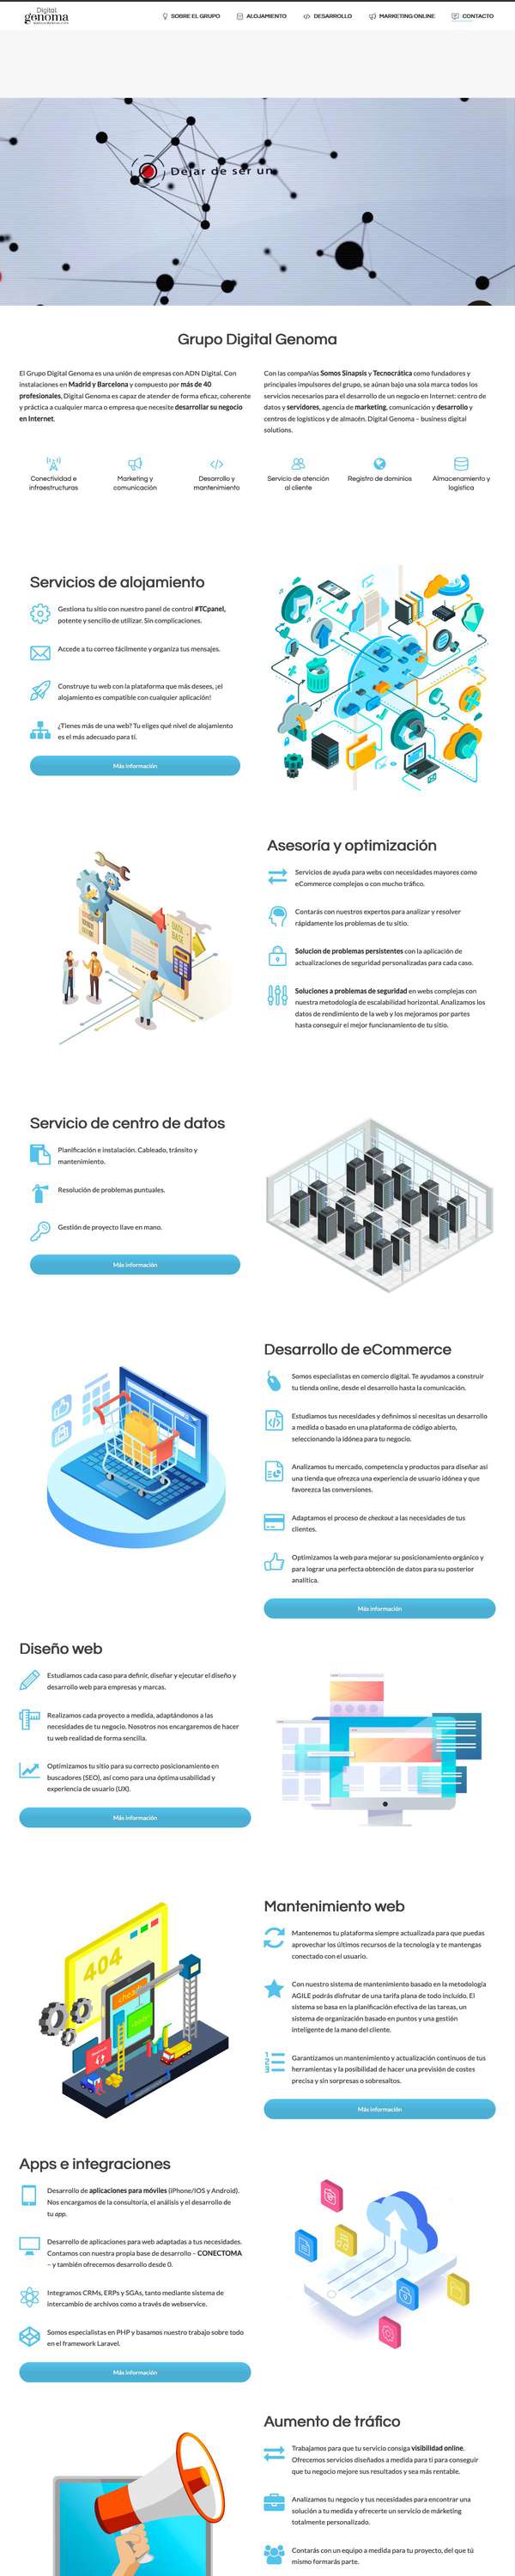 Digital
genoma
SOBRE EL GRUPO
ALOJAMIENTO
DESARROLLO
MARKETING ONLINE
CONTACTO
Dejar de ser un
Grupo Digital Genoma
El Grupo Digital Genoma es una unión de empresas con ADN Digital. Con
instalaciones en Madrid y Barcelona y compuesto por más de 40
profesionales, Digital Genoma es capaz de atender de forma eficaz, coherente
y práctica a cualquier marca o empresa que necesite desarrollar su negocio
en Internet.
Con las compañías Somos Sinapsis y Tecnocrática como fundadores y
principales impulsores del grupo, se aúnan bajo una sola marca todos los
servicios necesarios para el desarrollo de un negocio en Internet: centro de
datos y servidores, agencia de marketing, comunicación y desarrollo y
centros de logísticos y de almacén. Digital Genoma – business digital
solutions.
Conectividad e
infraestructuras
Marketing y
comunicación
Desarrollo y
mantenimiento
Servicio de atención
al cliente
Registro de dominios
Almacenamiento y
logística
Servicios de alojamiento
Gestiona tu sitio con nuestro panel de control #TCpanel,
potente y sencillo de utilizar. Sin complicaciones.
Accede a tu correo fácilmente y organiza tus mensajes.
Construye tu web con la plataforma que más desees, ¡el
alojamiento es compatible con cualquier aplicación!
¿Tienes más de una web? Tu eliges qué nivel de alojamiento
es el más adecuado para ti.
Más información
Asesoría y optimización
Servicios de ayuda para webs con necesidades mayores como
eCommerce complejos o con mucho tráfico.
Contarás con nuestros expertos para analizar y resolver
rápidamente los problemas de tu sitio.
Solucion de problemas persistentes con la aplicación de
actualizaciones de seguridad personalizadas para cada caso.
Soluciones a problemas de seguridad en webs complejas con
nuestra metodología de escalabilidad horizontal. Analizamos los
datos de rendimiento de la web y los mejoramos por partes
hasta conseguir el mejor funcionamiento de tu sitio.
DATA
BASE
Servicio de centro de datos
Planificación e instalación. Cableado, tránsito y
mantenimiento.
Resolución de problemas puntuales.
Gestión de proyecto llave en mano.
Más información
Desarrollo de eCommerce
Somos especialistas en comercio digital. Te ayudamos a construir
tu tienda online, desde el desarrollo hasta la comunicación.
Estudiamos tus necesidades y definimos si necesitas un desarrollo
a medida o basado en una plataforma de código abierto,
seleccionando la idónea para tu negocio.
Analizamos tu mercado, competencia y productos para diseñar así
una tienda que ofrezca una experiencia de usuario idónea y que
favorezca las conversiones.
Adaptamos el proceso de checkout a las necesidades de tus
clientes.
Optimizamos la web para mejorar su posicionamiento orgánico y
para lograr una perfecta obtención de datos para su posterior
analítica.
Más información
Diseño web
Estudiamos cada caso para definir, diseñar y ejecutar el diseño y
desarrollo web para empresas y marcas.
Realizamos cada proyecto a medida, adaptándonos a las
necesidades de tu negocio. Nosotros nos encargaremos de hacer
tu web realidad de forma sencilla.
Optimizamos tu sitio para su correcto posicionamiento en
buscadores (SEO), así como para una óptima usabilidad y
experiencia de usuario (UX).
Más información
Mantenimiento web
Mantenemos tu plataforma siempre actualizada para que puedas
aprovechar los últimos recursos de la tecnología y te mantengas
conectado con el usuario.
Con nuestro sistema de mantenimiento basado en la metodología
AGILE podrás disfrutar de una tarifa plana de todo incluido. El
sistema se basa en la planificación efectiva de las tareas, un
sistema de organización basado en puntos y una gestión
inteligente de la mano del cliente.
Garantizamos un mantenimiento y actualización continuos de tus
herramientas y la posibilidad de hacer una previsión de costes
precisa y sin sorpresas o sobresaltos.
Más información
404
Apps e integraciones
Desarrollo de aplicaciones para móviles (iPhone/IOS y Android).
Nos encargamos de la consultoría, el análisis y el desarrollo de
tu app.
Desarrollo de aplicaciones para web adaptadas a tus necesidades.
Contamos con nuestra propia base de desarrollo – CONECTOMA
– y también ofrecemos desarrollo desde 0.
Integramos CRMs, ERPs y SGAs, tanto mediante sistema de
intercambio de archivos como a través de webservice.
Somos especialistas en PHP y basamos nuestro trabajo sobre todo
en el framework Laravel.
Más información
Aumento de tráfico
Trabajamos para que tu servicio consiga visibilidad online.
Ofrecemos servicios diseñados a medida para ti para conseguir
que tu negocio mejore sus resultados y sea más rentable.
Analizamos tu negocio y tus necesidades para encontrar una
solución a tu medida y ofrecerte un servicio de márketing
totalmente personalizado.
Contarás con un equipo a medida para tu proyecto, del que tú
mismo formarás parte.